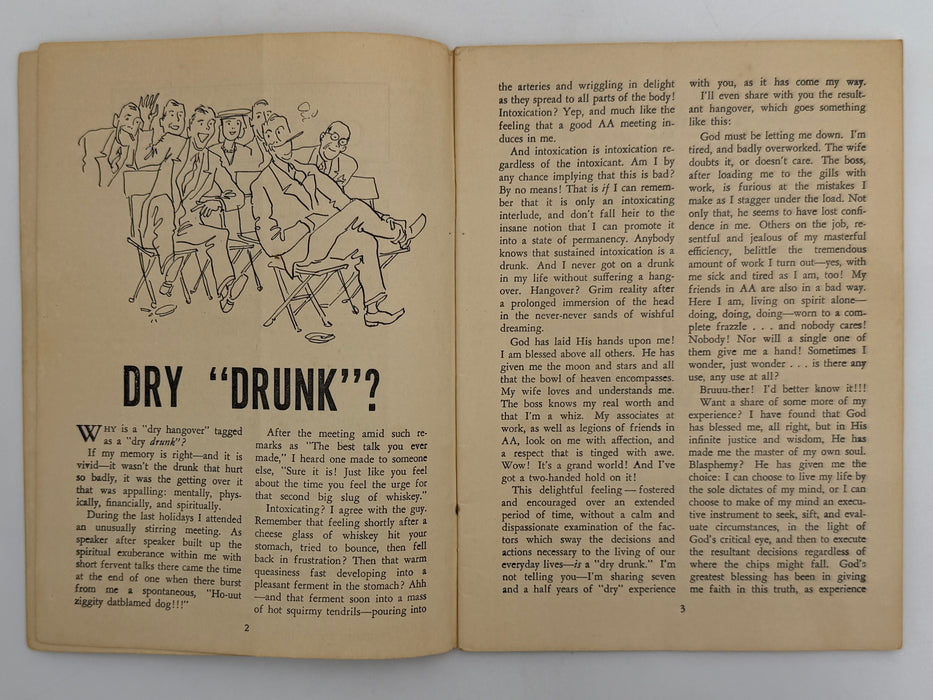 DRY "DRUNK"?
WHY is a "dry hangover" tagged
as a "dry drunk"?
If my memory is right—and it is
vivid—it wasn't the drunk that hurt
so badly, it was the getting over it
that was appalling: mentally, phys-
ically, financially, and spiritually.
During the last holidays I attended
an unusually stirring meeting. As
speaker after speaker built up the
spiritual exuberance within me with
short fervent talks there came the time
at the end of one when there burst
from me a spontaneous, "Ho-uut
ziggity datblamed dog!!!"
After the meeting amid such re-
marks as "The best talk you ever
made," I heard one made to someone
else, "Sure it is! Just like you feel
about the time you feel the urge for
that second big slug of whiskey."
Intoxicating? I agree with the guy.
Remember that feeling shortly after a
cheese glass of whiskey hit your
stomach, tried to bounce, then fell
back in frustration? Then that warm
queasiness fast developing into a
pleasant ferment in the stomach? Ahh
—and that ferment soon into a mass
of hot squirmy tendrils—pouring into
2
the arteries and wriggling in delight
as they spread to all parts of the body!
Intoxication? Yep, and much like the
feeling that a good AA meeting in-
duces in me.
And intoxication is intoxication re-
gardless of the intoxicant. Am I by
any chance implying that this is bad?
By no means! That is if I can remem-
ber that it is only an intoxicating
interlude, and don't fall heir to the
insane notion that I can promote it
into a state of permanency. Anybody
knows that sustained intoxication is a
drunk. And I never got on a drunk
in my life without suffering a hang-
over. Hangover? Grim reality after
a prolonged immersion of the head
in the never-never sands of wishful
dreaming.
God has laid His hands upon me!
I am blessed above all others. He has
given me the moon and stars and all
that the bowl of heaven encompasses.
My wife loves and understands me.
The boss knows my real worth and
that I'm a whiz. My associates at
work, as well as legions of friends in
AA, look on me with affection, and
a respect that is tinged with awe.
Wow! It's a grand world! And I've
got a two-handed hold on it!
This delightful feeling—fostered
and encouraged over an extended
period of time, without a calm and
dispassionate examination of the fac-
tors which sway the decisions and
actions necessary to the living of our
everyday lives—is a "dry drunk." I'm
not telling you—I'm sharing seven
and a half years of "dry" experience
with you, as it has come my way.
I'll even share with you the result-
ant hangover, which goes something
like this:
God must be letting me down. I'm
tired, and badly overworked. The wife
doubts it, or doesn't care. The boss,
after loading me to the gills with
work, is furious at the mistakes I
make as I stagger under the load. Not
only that, he seems to have lost confi-
dence in me. Others on the job, re-
sentful and jealous of my masterful
efficiency, belittle the tremendous
amount of work I turn out—yes, with
me sick and tired as I am, too! My
friends in AA are also in a bad way.
Here I am, living on spirit alone—
doing, doing, doing—worn to a com-
plete frazzle . . . and nobody cares!
Nobody! Nor will a single one of
them give me a hand! Sometimes I
wonder, just wonder . . . is there any
use, any use at all?
Bruuu-ther! I'd better know it!!!
Want a share of some more of my
experience? I have found that God
has blessed me, all right, but in His
infinite justice and wisdom, He has
made me the master of my own soul.
Blasphemy? He has given me the
choice: I can choose to live my life by
the sole dictates of my mind, or I can
choose to make of my mind an execu-
tive instrument to seek, sift, and eval-
uate circumstances, in the light of
God's critical eye, and then to execute
the resultant decisions regardless of
where the chips might fall. God's
greatest blessing has been in giving
me faith in this truth, as experience
3